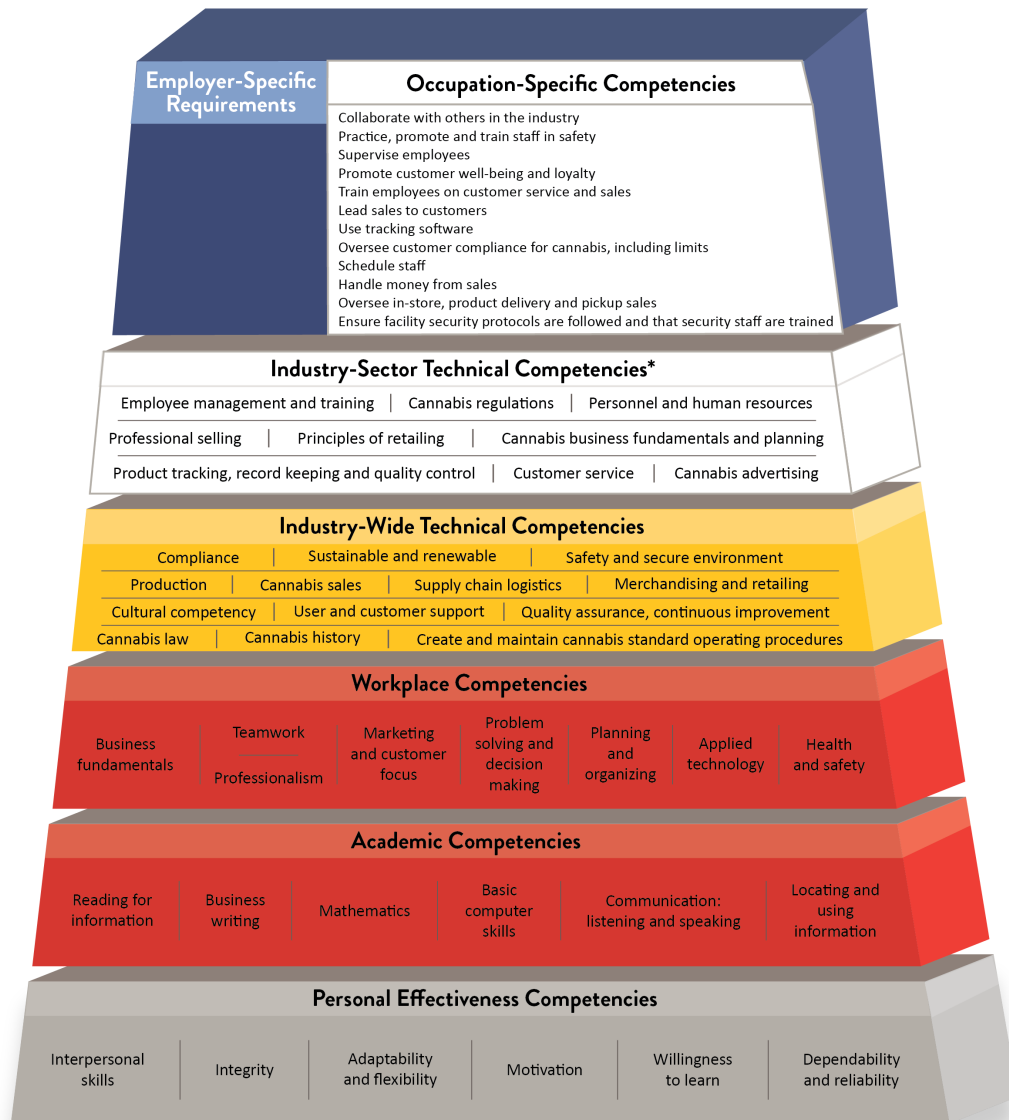 Employer-Specific
Requirements
Occupation-Specific Competencies
Collaborate with others in the industry
Practice, promote and train staff in safety
Supervise employees
Promote customer well-being and loyalty
Train employees on customer service and sales
Lead sales to customers
Use tracking software
Oversee customer compliance for cannabis, including limits
Schedule staff
Handle money from sales
Oversee in-store, product delivery and pickup sales
Ensure facility security protocols are followed and that security staff are trained
Industry-Sector Technical Competencies*
Employee management and training | Cannabis regulations | Personnel and human resources
Professional selling | Principles of retailing | Cannabis business fundamentals and planning
Product tracking, record keeping and quality control | Customer service | Cannabis advertising
Industry-Wide Technical Competencies
Compliance | Sustainable and renewable | Safety and secure environment
Production | Cannabis sales | Supply chain logistics | Merchandising and retailing
Cultural competency | User and customer support | Quality assurance, continuous improvement
Cannabis law | Cannabis history | Create and maintain cannabis standard operating procedures
Workplace Competencies
Business
fundamentals
Teamwork
Professionalism
Marketing
and customer
focus
Problem
solving and
decision
making
Planning
and
organizing
Applied
technology
Health
and safety
Academic Competencies
Reading for
information
Business
writing
Mathematics
Basic
computer
skills
Communication:
listening and speaking
Locating and
using
information
Personal Effectiveness Competencies
Interpersonal
skills
Integrity
Adaptability
and flexibility
Motivation
Willingness
to learn
Dependability
and reliability